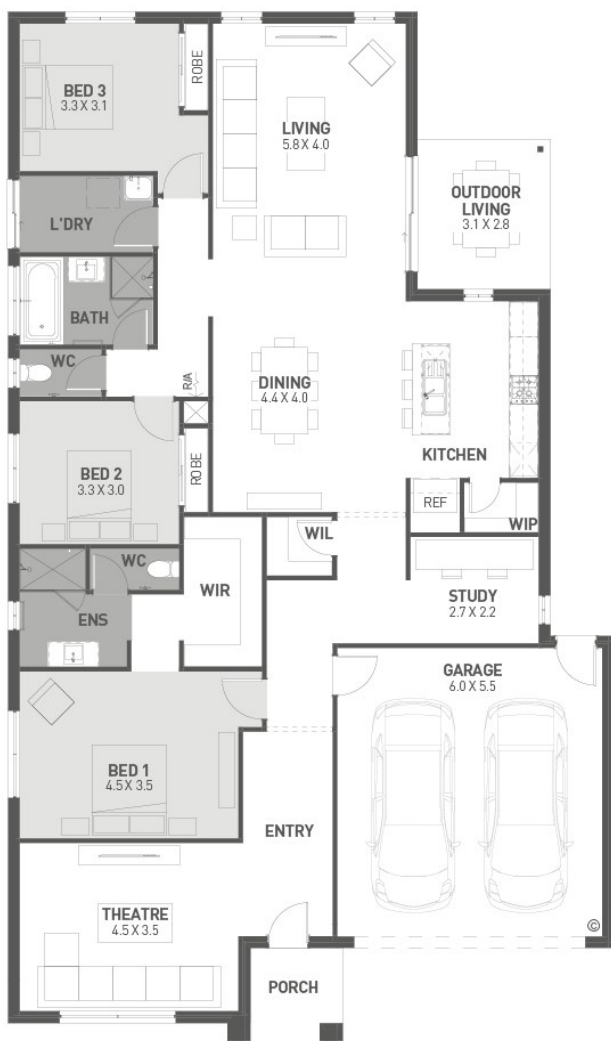 BED 3
3.3 X 3.1
ROBE
LIVING
5.8 X 4.0
OUTDOOR
LIVING
3.1 X 2.8
L'DRY
BATH
WC
R/A
DINING
4.4 X 4.0
KITCHEN
BED 2
3.3 X 3.0
ROBE
REF
WIP
WIL
WC
WIR
ENS
STUDY
2.7 X 2.2
GARAGE
6.0 X 5.5
BED 1
4.5 X 3.5
ENTRY
THEATRE
4.5 X 3.5
©
PORCH